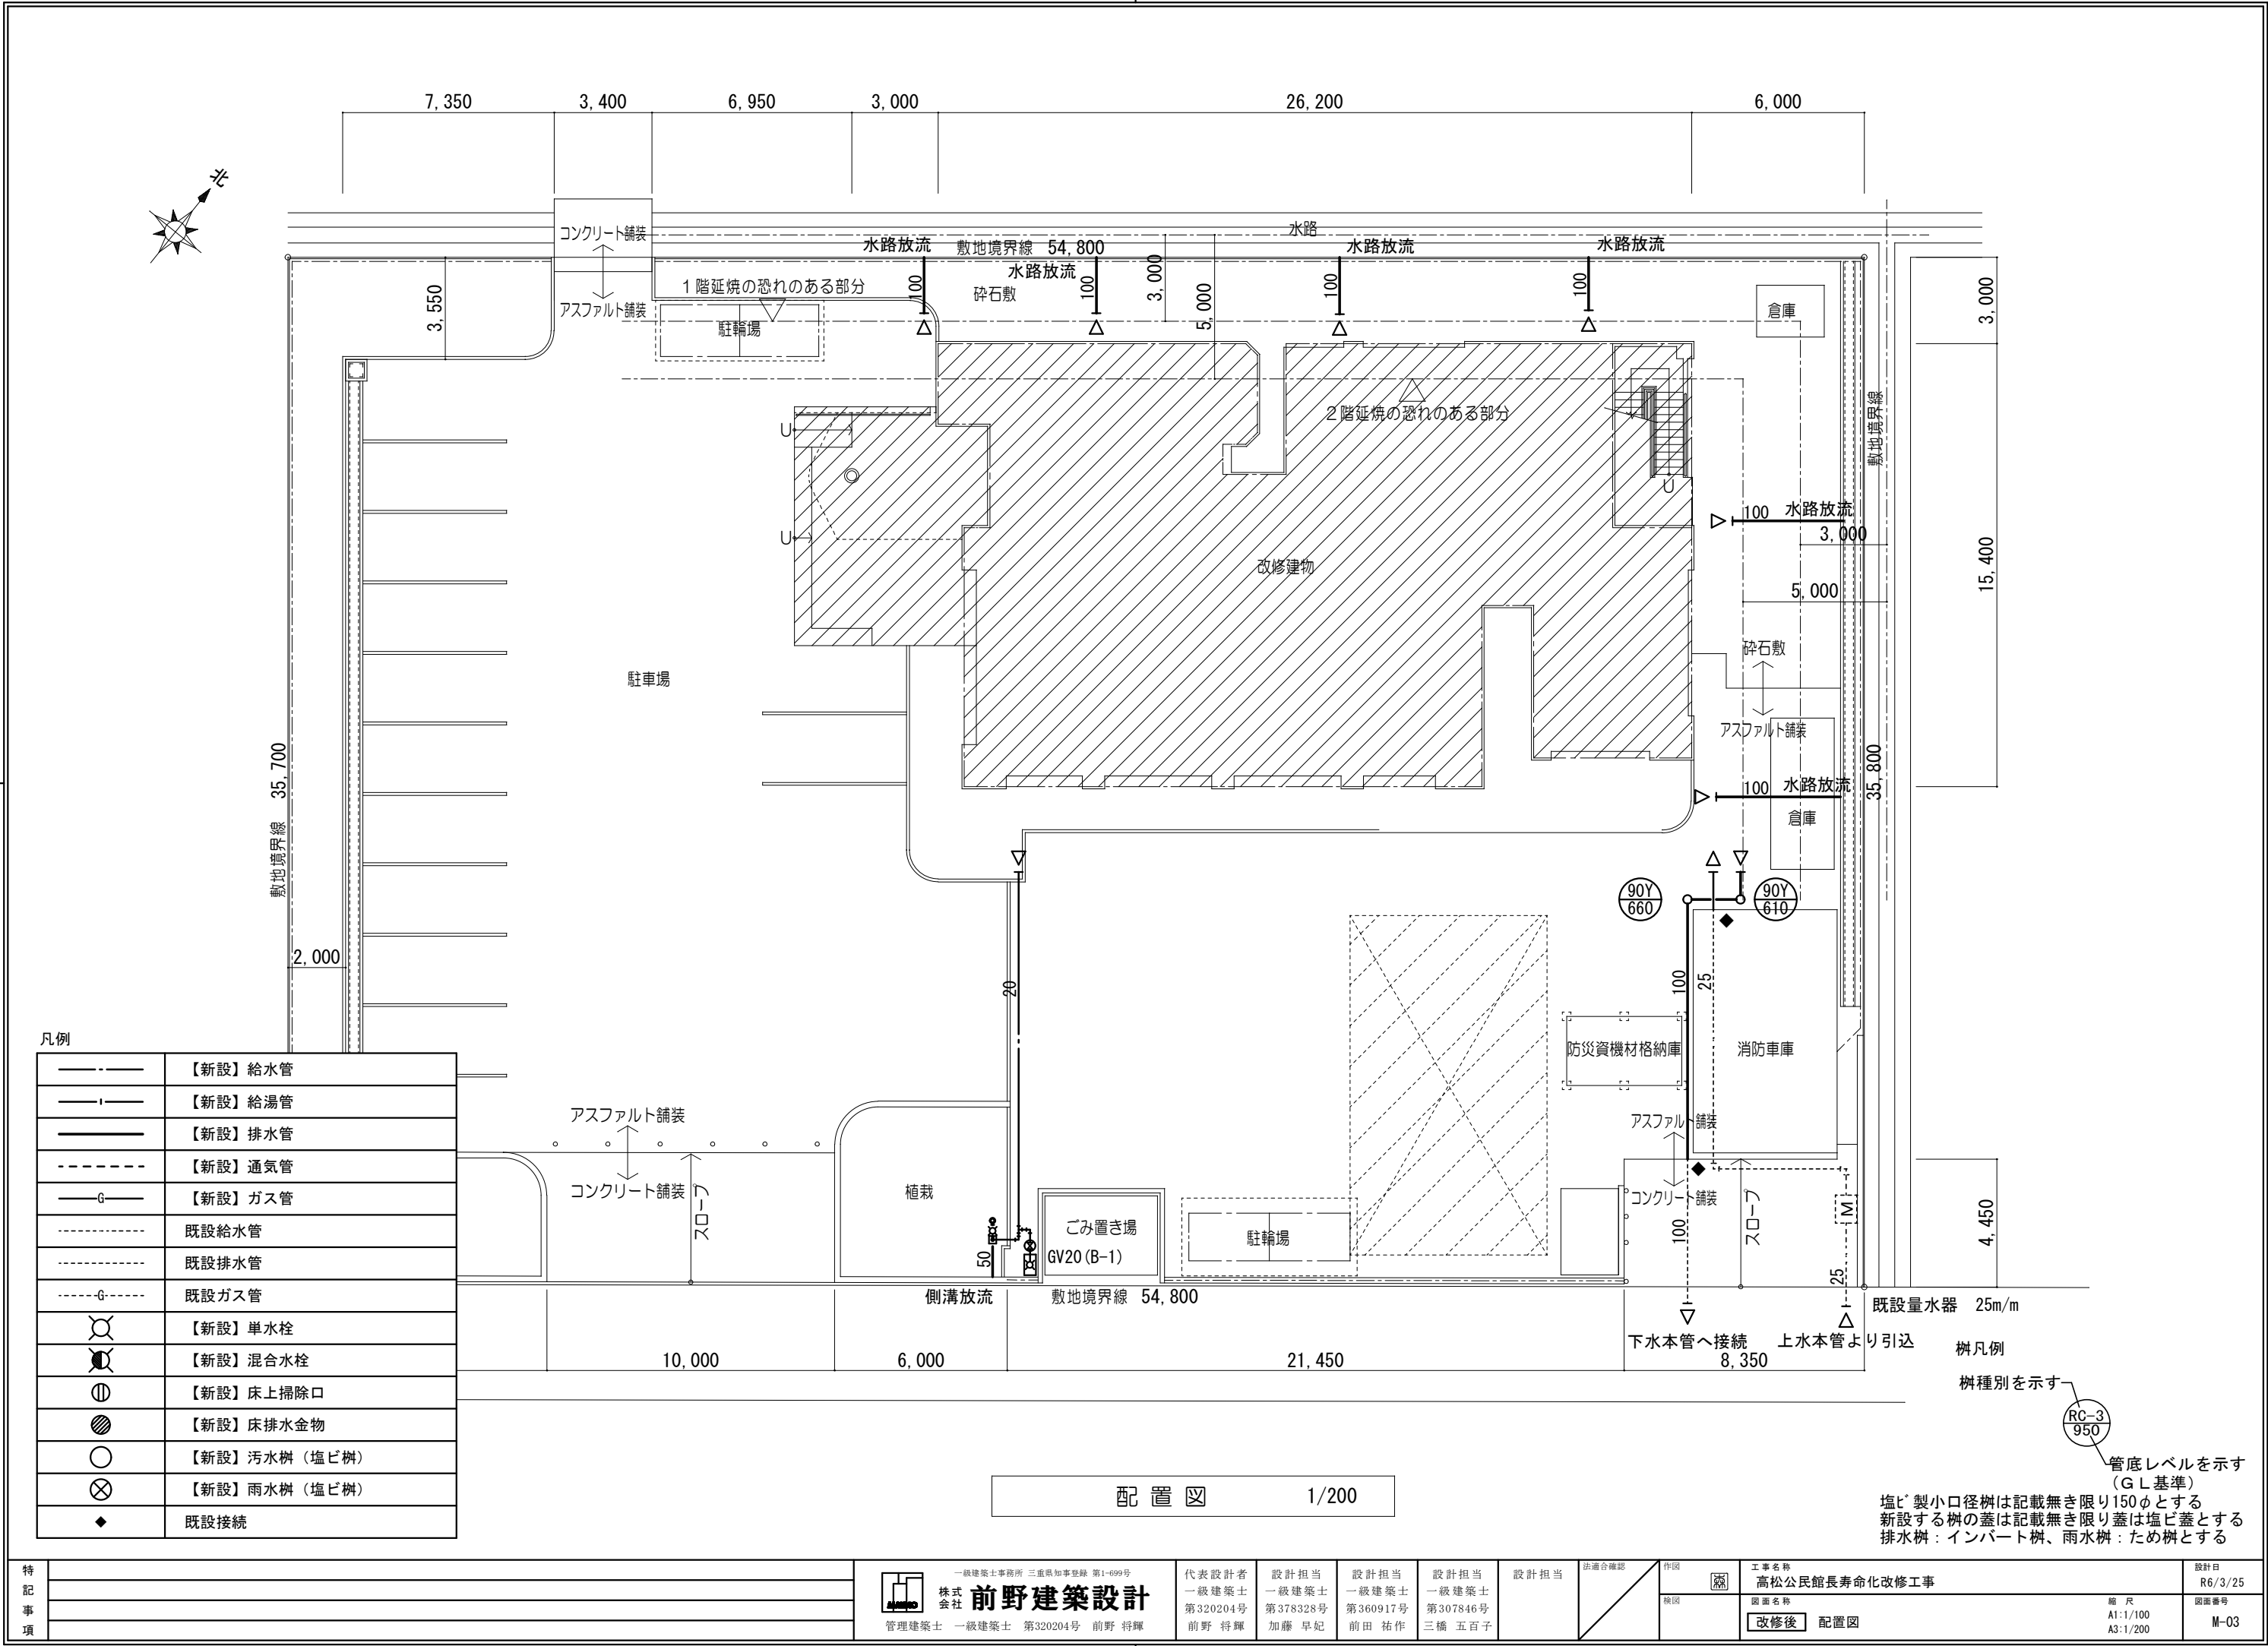 7,350
3,400
6,950
3,000
26,200
6,000
北
コンクリート舗装
アスファルト舗装
水路
水路放流
敷地境界線 54,800
水路放流
水路放流
水路放流
1階延焼の恐れのある部分
砕石敷
駐輪場
100
100
100
100
3,000
5,000
3,550
倉庫
3,000
2階延焼の恐れのある部分
敷地境界線
U
U
U
100 水路放流
3,000
5,000
15,400
改修建物
砕石敷
アスファルト舗装
駐車場
敷地境界線 35,700
35,800
100 水路放流
倉庫
90Y
660
90Y
610
2,000
20
100
25
防災資機材格納庫
消防車庫
アスファルト舗装
コンクリート舗装
アスファルト舗装
コンクリート舗装
スロープ
植栽
50
ごみ置き場
GV20(B-1)
駐輪場
100
スロープ
M
25
4,450
側溝放流
敷地境界線 54,800
既設量水器 25m/m
下水本管へ接続
上水本管より引込
10,000
6,000
21,450
8,350
桝凡例
桝種別を示す
RC-3
950
管底レベルを示す
(GL基準)
塩ビ製小口径桝は記載無き限り150φとする
新設する桝の蓋は記載無き限り蓋は塩ビ蓋とする
排水桝：インバート桝、雨水桝：ため桝とする
凡例
【新設】給水管
【新設】給湯管
【新設】排水管
【新設】通気管
G 【新設】ガス管
既設給水管
既設排水管
G 既設ガス管
【新設】単水栓
【新設】混合水栓
【新設】床上掃除口
【新設】床排水金物
【新設】汚水桝（塩ビ桝）
【新設】雨水桝（塩ビ桝）
既設接続
配置図 1/200
特記事項
一級建築士事務所 三重県知事登録 第1-699号
株式会社 前野建築設計
管理建築士 一級建築士 第320204号 前野 将輝
代表設計者
一級建築士
第320204号
前野 将輝
設計担当
一級建築士
第378328号
加藤 早妃
設計担当
一級建築士
第360917号
前田 祐作
設計担当
一級建築士
第307846号
三橋 五百子
設計担当
法適合確認
作図
検図
工事名称
高松公民館長寿命化改修工事
図面名称
改修後 配置図
縮尺
A1:1/100
A3:1/200
設計日
R6/3/25
図面番号
M-03